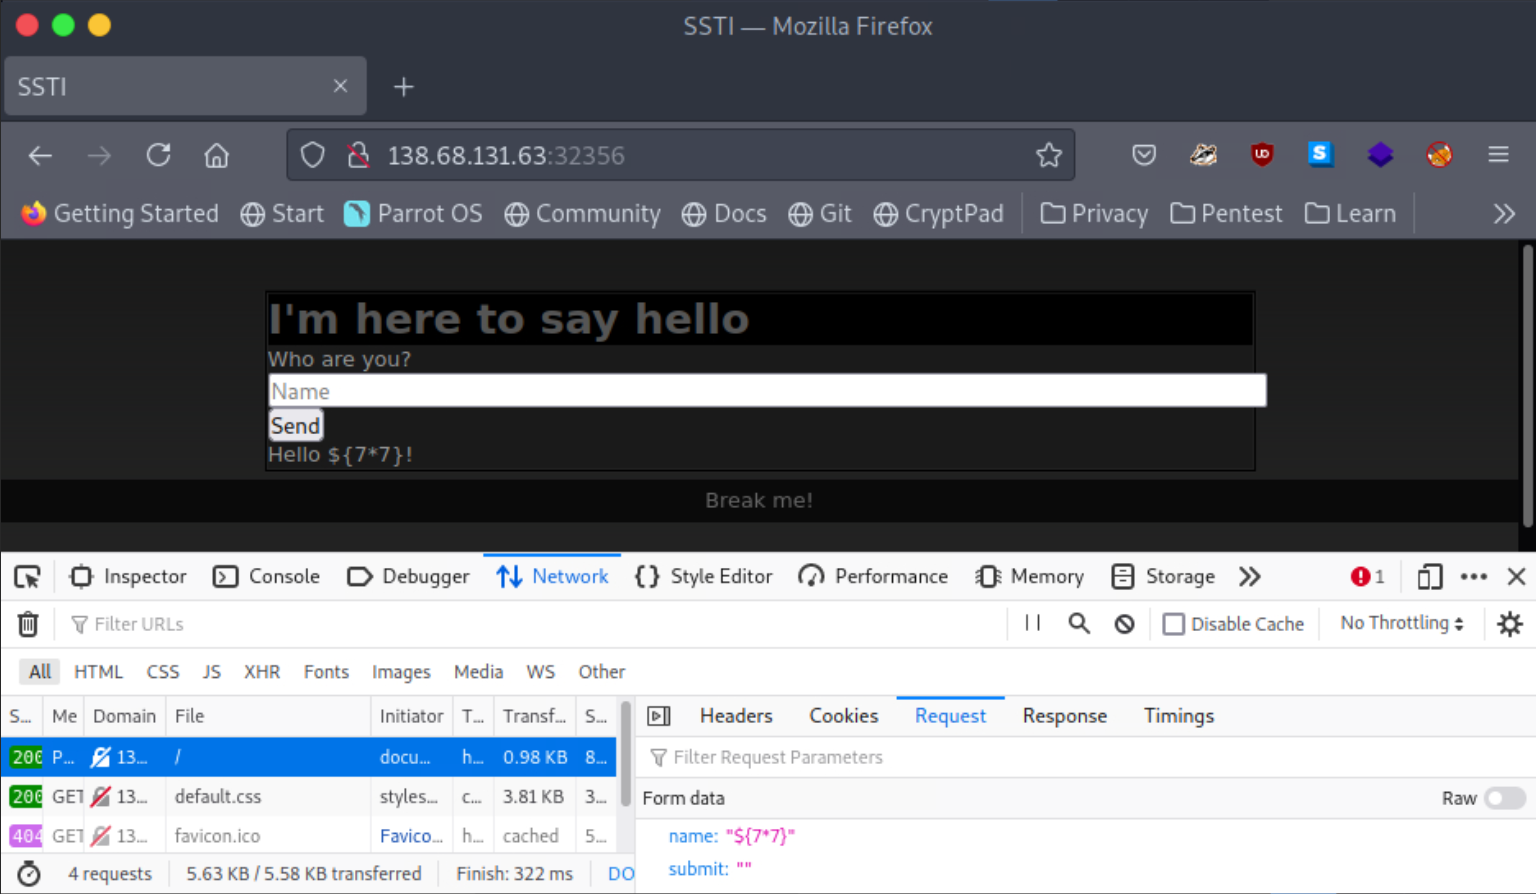 SSTI — Mozilla Firefox
SSTI
138.68.131.63:32356
Getting Started Start Parrot OS Community Docs Git CryptPad Privacy Pentest Learn
I'm here to say hello
Who are you?
Name
Send
Hello ${7*7}!
Break me!
Inspector Console Debugger Network Style Editor Performance Memory Storage 1
Filter URLs Disable Cache No Throttling
All HTML CSS JS XHR Fonts Images Media WS Other
S... Me Domain File Initiator T... Transf... S... Headers Cookies Request Response Timings
200 P... 13... / docu... h... 0.98 KB 8... Filter Request Parameters
200 GET 13... default.css styles... c... 3.81 KB 3... Form data Raw
404 GET 13... favicon.ico Favico... h... cached 5... name: "${7*7}"
4 requests 5.63 KB / 5.58 KB transferred Finish: 322 ms DO submit: ""